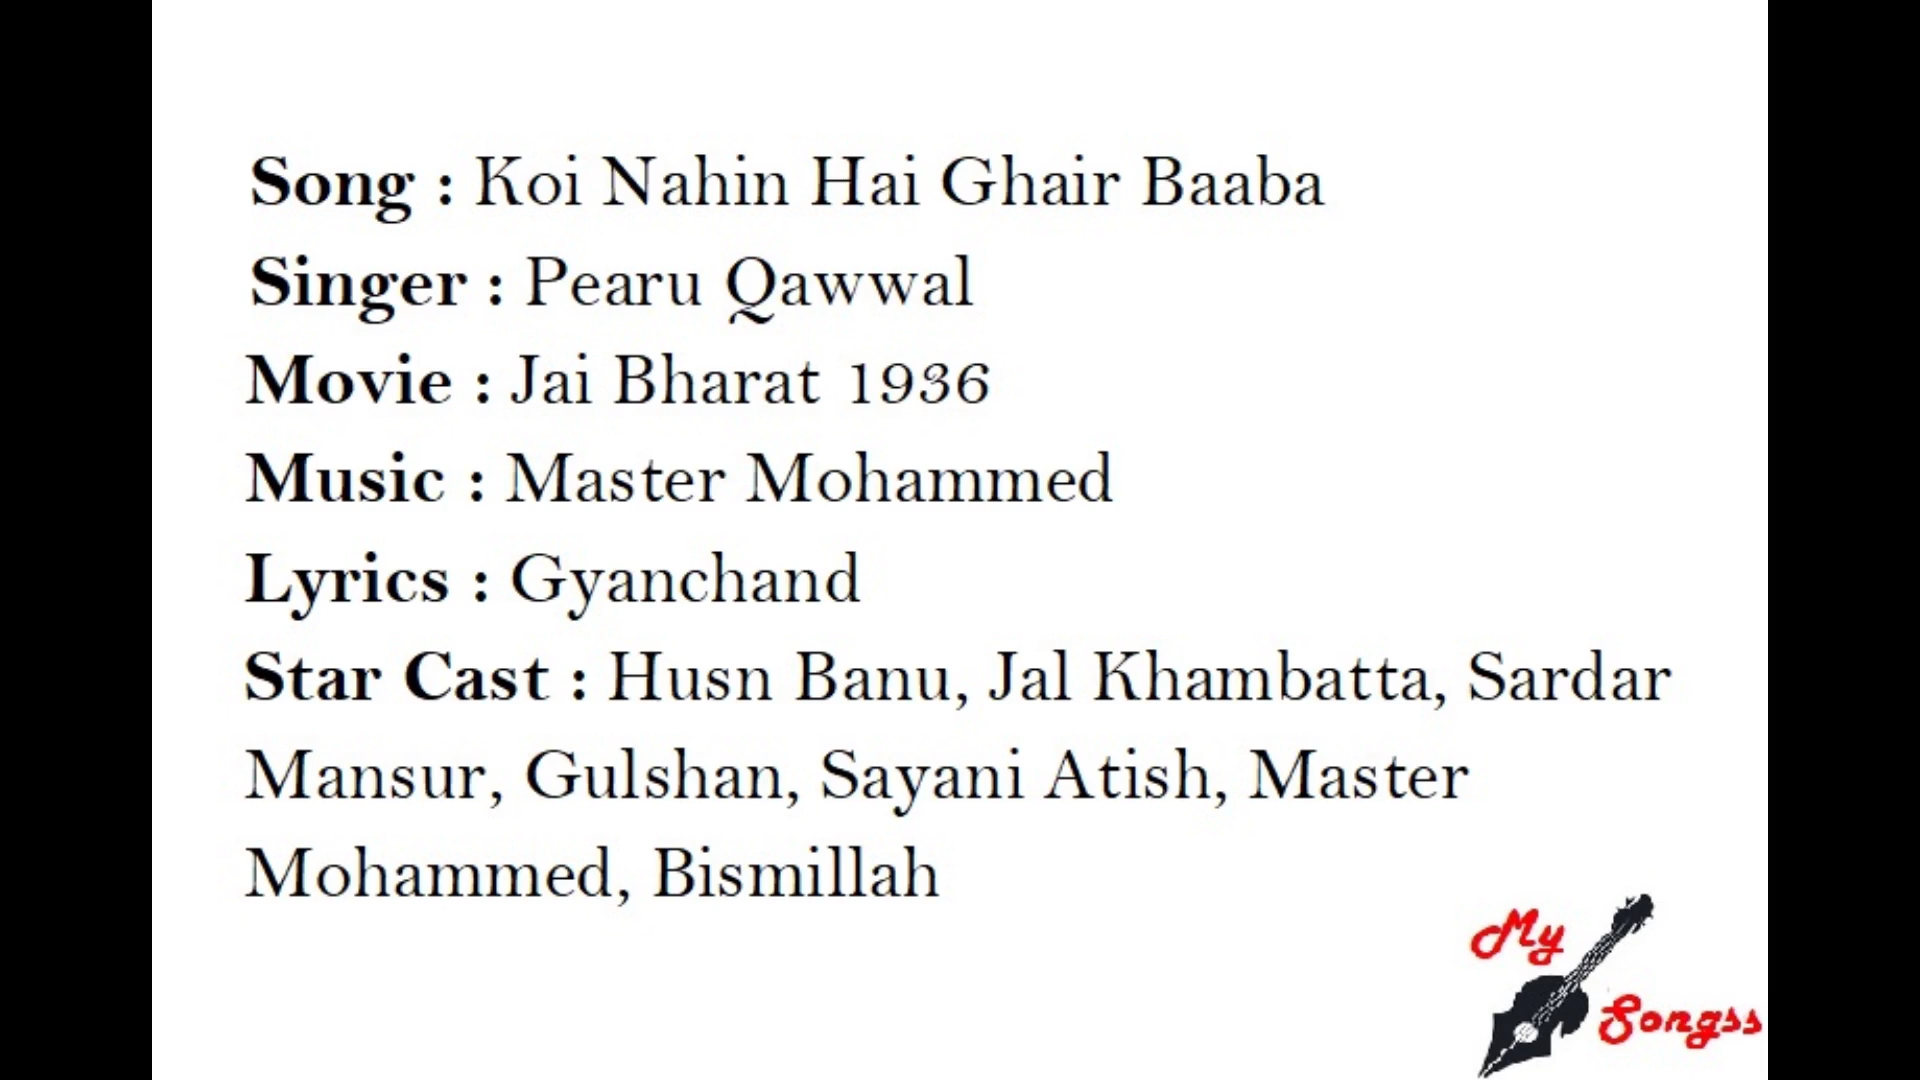 Song : Koi Nahin Hai Ghair Baaba
Singer : Pearu Qawwal
Movie : Jai Bharat 1936
Music : Master Mohammed
Lyrics : Gyanchand
Star Cast : Husn Banu, Jal Khambatta, Sardar
Mansur, Gulshan, Sayani Atish, Master
Mohammed, Bismillah
My
Songss